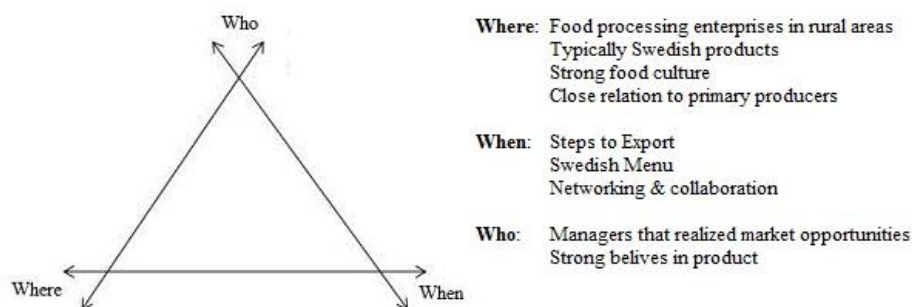 Who
Where
When
Where: Food processing enterprises in rural areas
Typically Swedish products
Strong food culture
Close relation to primary producers
When: Steps to Export
Swedish Menu
Networking & collaboration
Who: Managers that realized market opportunities
Strong belives in product